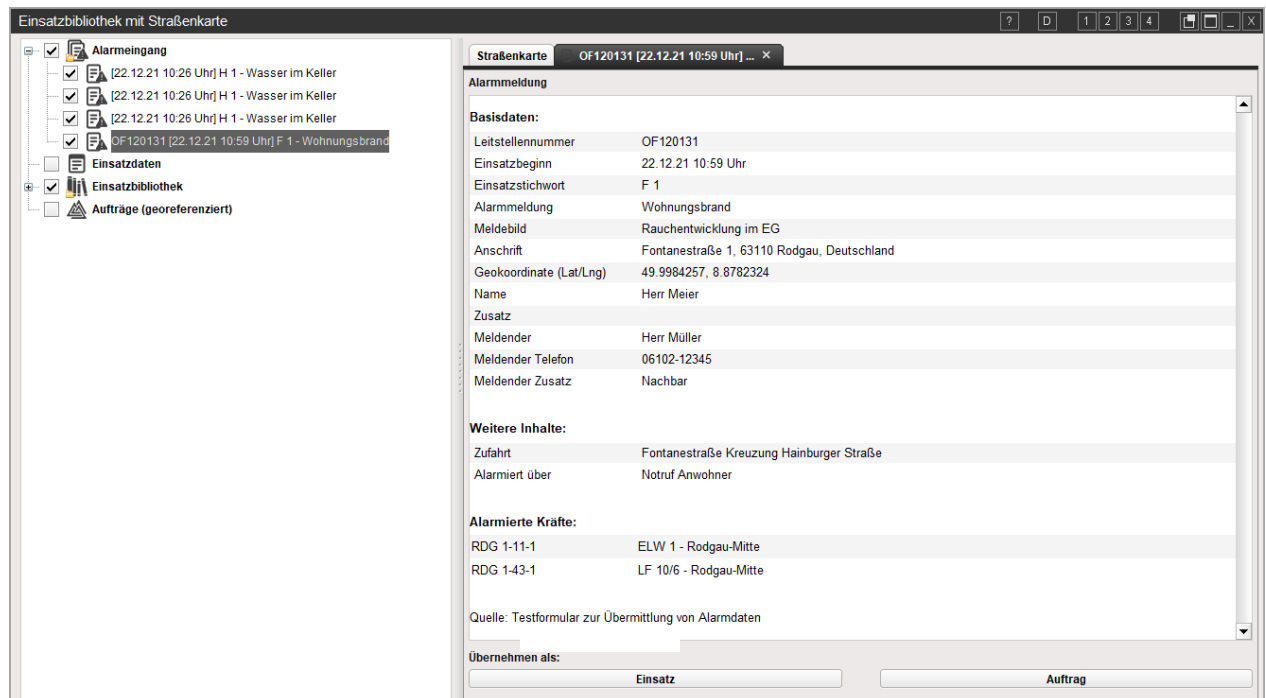 Einsatzbibliothek mit Straßenkarte
? D 1 2 3 4
Alarmeingang
[22.12.21 10:26 Uhr] H 1 - Wasser im Keller
[22.12.21 10:26 Uhr] H 1 - Wasser im Keller
[22.12.21 10:26 Uhr] H 1 - Wasser im Keller
OF120131 [22.12.21 10:59 Uhr] F 1 - Wohnungsbrand
Einsatzdaten
Einsatzbibliothek
Aufträge (georeferenziert)
Straßenkarte OF120131 [22.12.21 10:59 Uhr] ... ×
Alarmmeldung
Basisdaten:
Leitstellennummer OF120131
Einsatzbeginn 22.12.21 10:59 Uhr
Einsatzstichwort F 1
Alarmmeldung Wohnungsbrand
Meldebild Rauchentwicklung im EG
Anschrift Fontanestraße 1, 63110 Rodgau, Deutschland
Geokoordinate (Lat/Lng) 49.9984257, 8.8782324
Name Herr Meier
Zusatz
Meldender Herr Müller
Meldender Telefon 06102-12345
Meldender Zusatz Nachbar
Weitere Inhalte:
Zufahrt Fontanestraße Kreuzung Hainburger Straße
Alarmiert über Notruf Anwohner
Alarmierte Kräfte:
RDG 1-11-1 ELW 1 - Rodgau-Mitte
RDG 1-43-1 LF 10/6 - Rodgau-Mitte
Quelle: Testformular zur Übermittlung von Alarmdaten
Übernehmen als:
Einsatz Auftrag